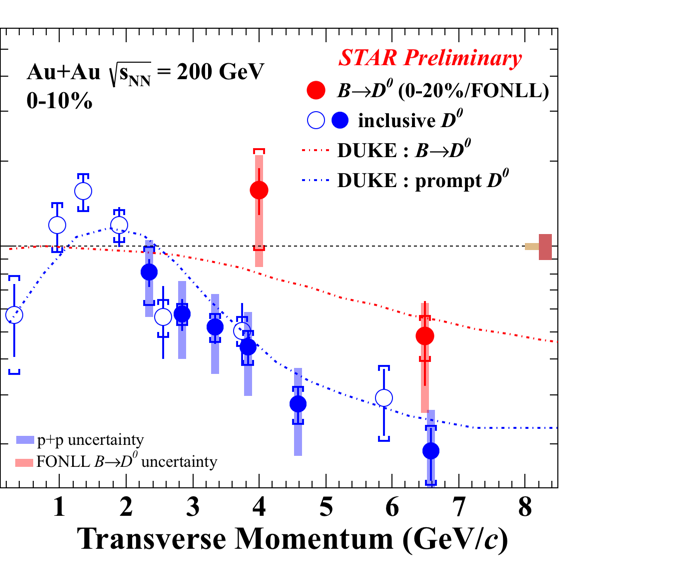 STAR Preliminary
Au+Au √sNN = 200 GeV
0-10%
B→D0 (0-20%/FONLL)
inclusive D0
DUKE : B→D0
DUKE : prompt D0
p+p uncertainty
FONLL B→D0 uncertainty
1 2 3 4 5 6 7 8
Transverse Momentum (GeV/c)